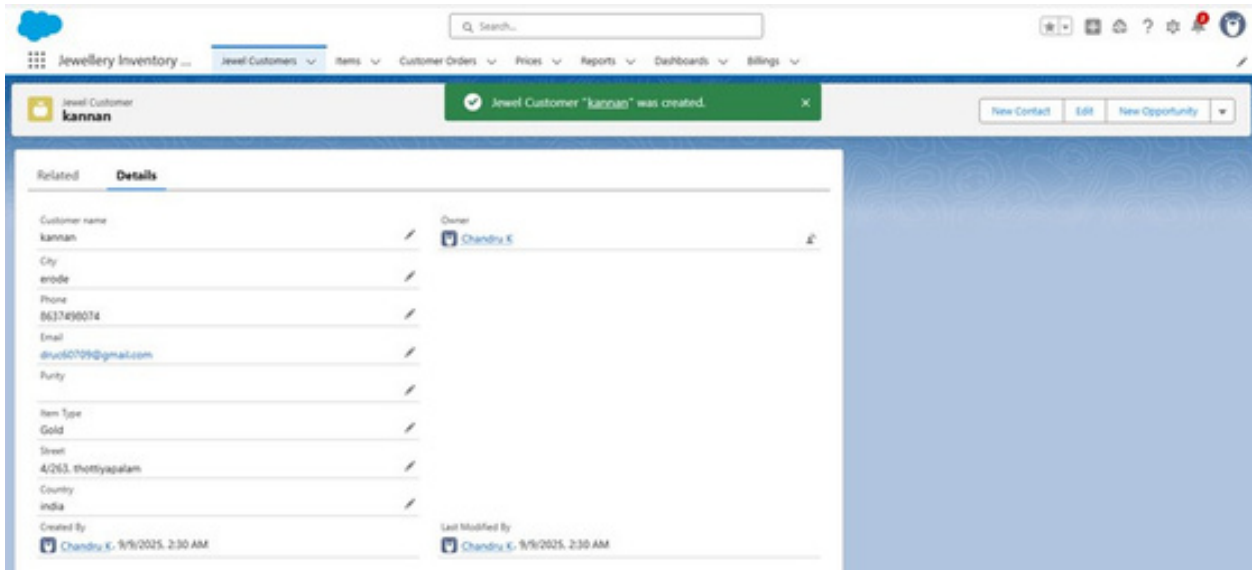 Search...
Jewellery Inventory ... Jewel Customers Items Customer Orders Prices Reports Dashboards Billings
Jewel Customer
kannan
Jewel Customer "kannan" was created.
New Contact Edit New Opportunity
Related Details
Customer name
kannan
Owner
Chandru K
City
erode
Phone
8637498074
Email
druc60709@gmail.com
Purity
Item Type
Gold
Street
4/263, thottiyapalam
Country
india
Created By
Chandru K, 9/9/2025, 2:30 AM
Last Modified By
Chandru K, 9/9/2025, 2:30 AM